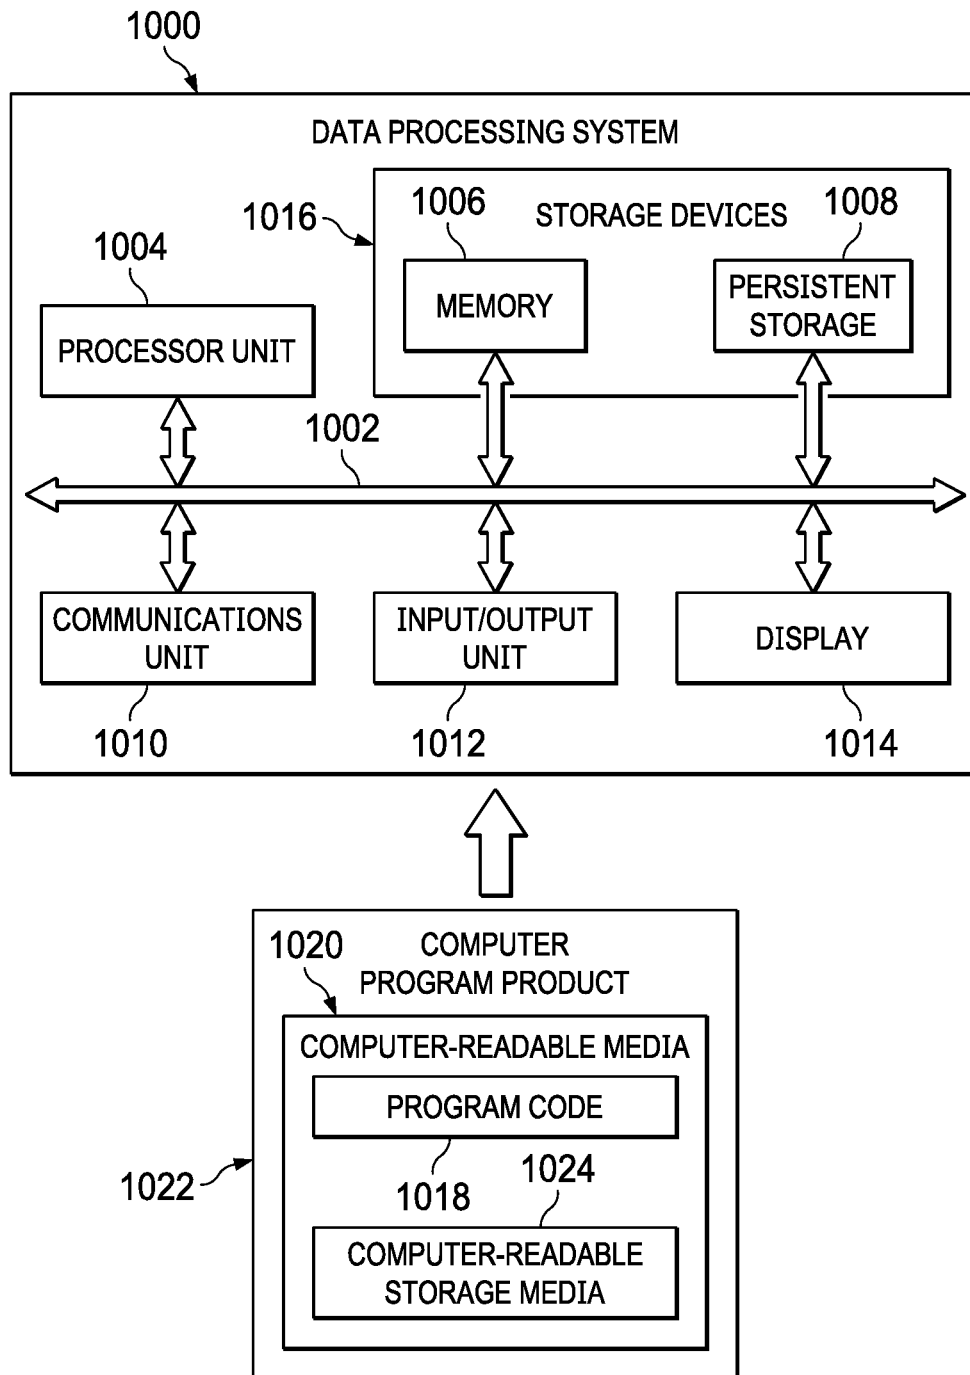 1000
DATA PROCESSING SYSTEM
1016
1006
STORAGE DEVICES
1008
1004
MEMORY
PERSISTENT
STORAGE
PROCESSOR UNIT
1002
COMMUNICATIONS
UNIT
INPUT/OUTPUT
UNIT
DISPLAY
1010
1012
1014
1020
COMPUTER
PROGRAM PRODUCT
COMPUTER-READABLE MEDIA
PROGRAM CODE
1022
1018
1024
COMPUTER-READABLE
STORAGE MEDIA